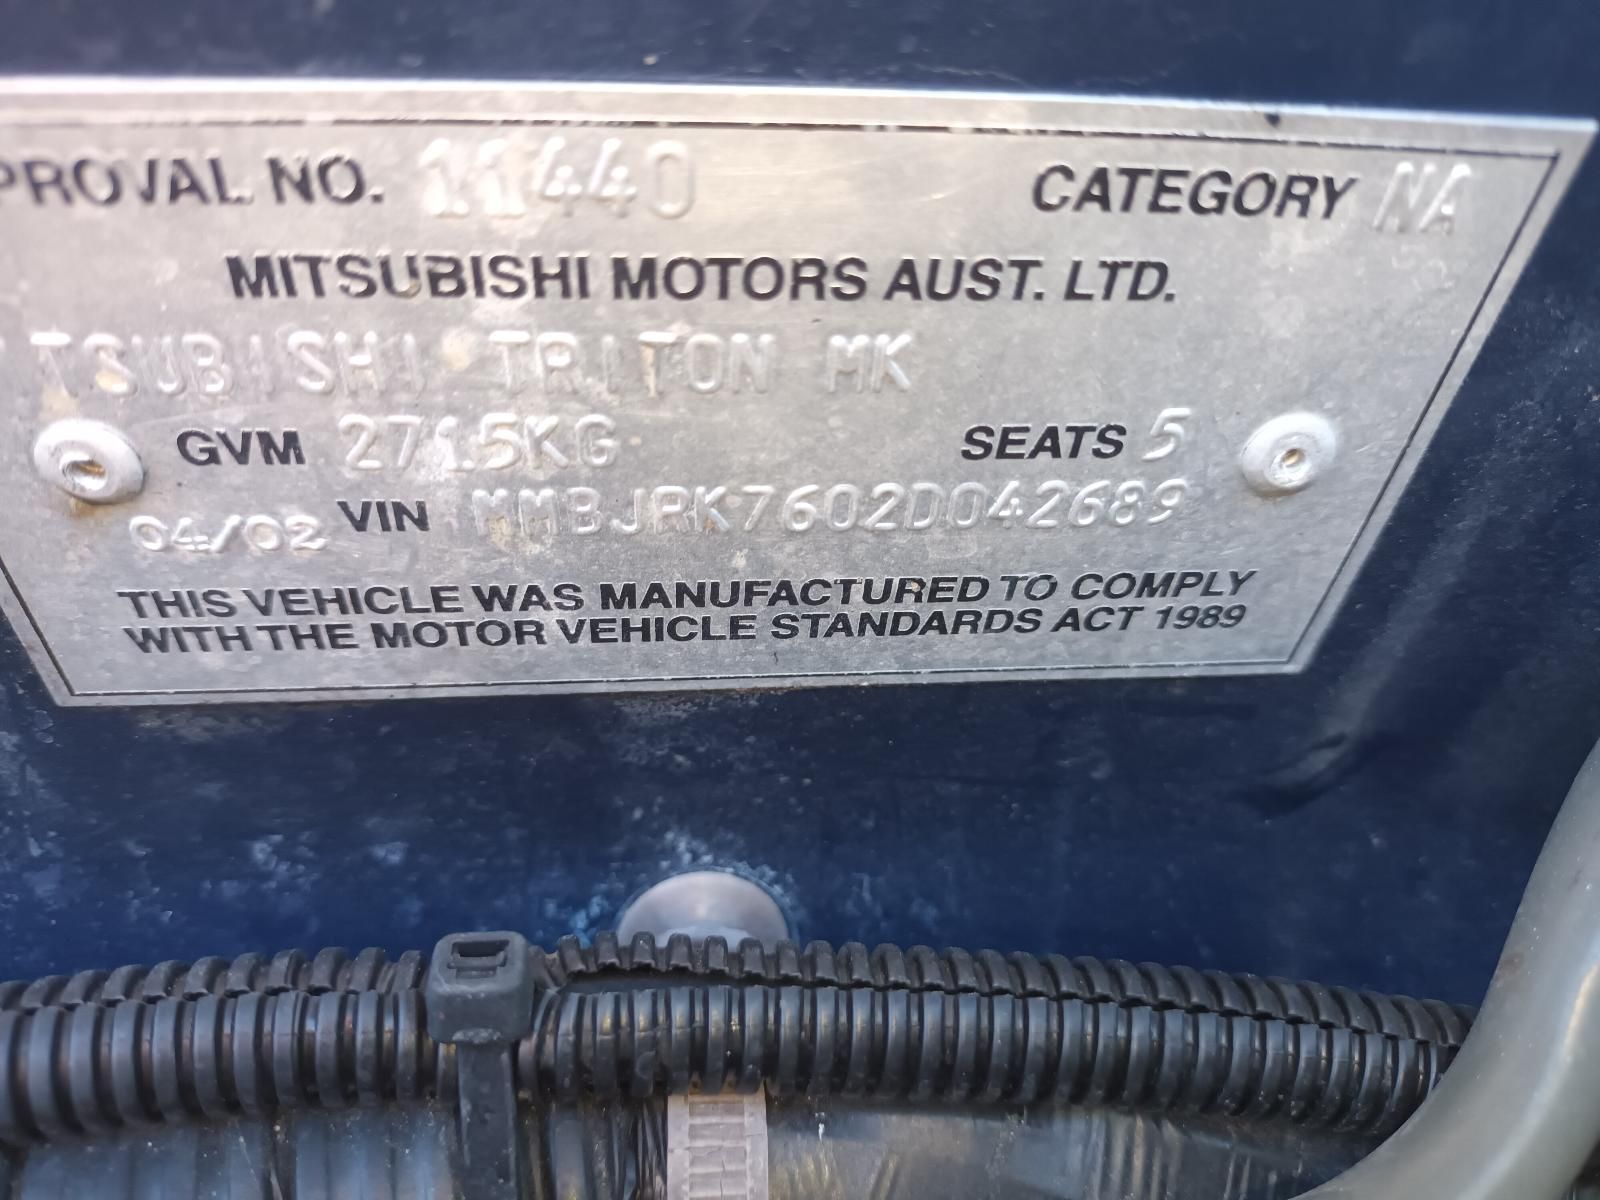 PROVAL NO. 11440 CATEGORY NA
MITSUBISHI MOTORS AUST. LTD.
TSUBISHI TRITON MK
GVM 2715KG SEATS 5
04/02 VIN MMBJRK7602D042689
THIS VEHICLE WAS MANUFACTURED TO COMPLY
WITH THE MOTOR VEHICLE STANDARDS ACT 1989